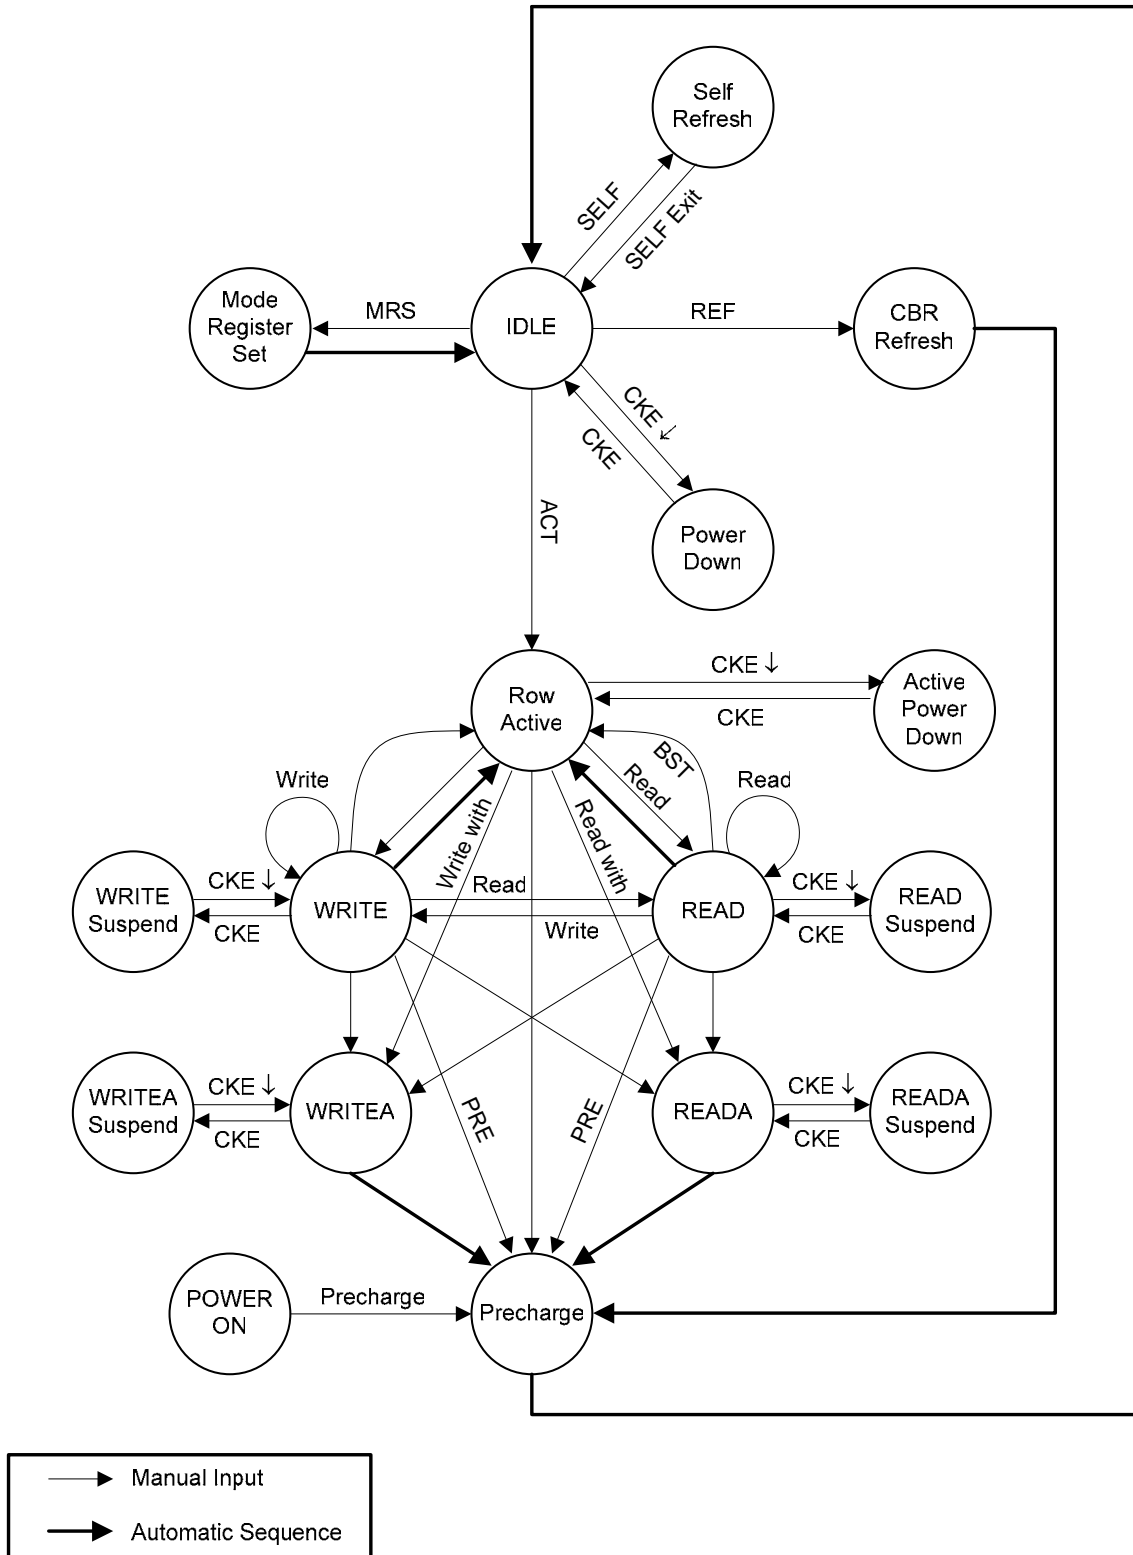 Self
Refresh
SELF
SELF Exit
Mode
Register
Set
MRS
IDLE
REF
CBR
Refresh
CKE ↓
CKE
ACT
Power
Down
Row
Active
CKE ↓
CKE
Active
Power
Down
BST
Read
Write
Read
Write with
Read with
WRITE
Suspend
CKE ↓
CKE
WRITE
Read
Write
READ
CKE ↓
CKE
READ
Suspend
WRITEA
Suspend
CKE ↓
CKE
WRITEA
PRE
PRE
READA
CKE ↓
CKE
READA
Suspend
POWER
ON
Precharge
Precharge
Manual Input
Automatic Sequence